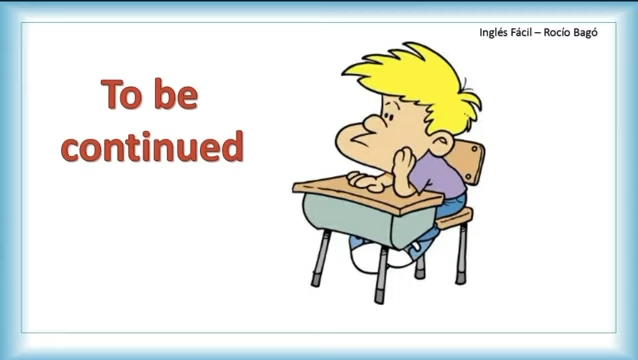 Inglés Fácil – Rocío Bagó
To be
continued